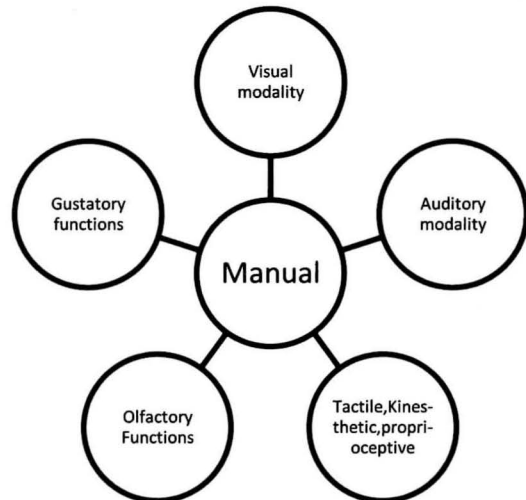 Visual
modality
Gustatory
functions
Auditory
modality
Manual
Olfactory
Functions
Tactile,Kines-
thetic,propri-
oceptive